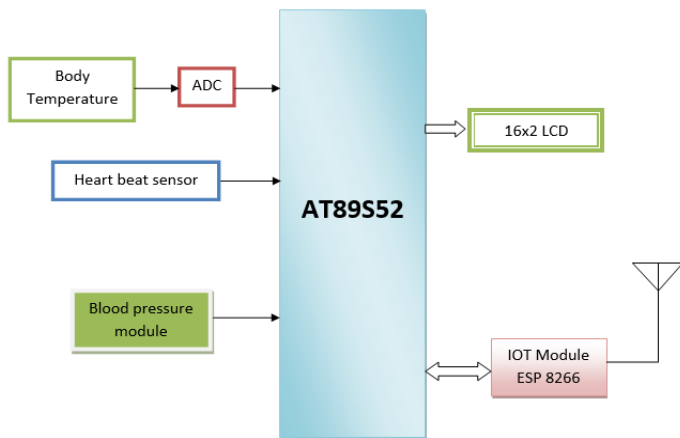 Body
Temperature
ADC
Heart beat sensor
Blood pressure
module
AT89S52
16x2 LCD
IOT Module
ESP 8266